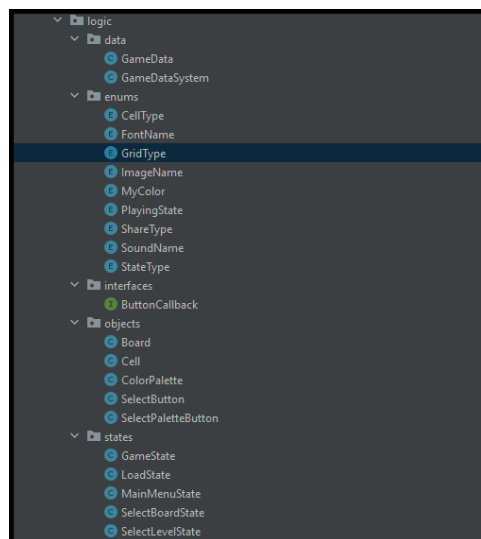 logic
data
GameData
GameDataSystem
enums
CellType
FontName
GridType
ImageName
MyColor
PlayingState
ShareType
SoundName
StateType
interfaces
ButtonCallback
objects
Board
Cell
ColorPalette
SelectButton
SelectPaletteButton
states
GameState
LoadState
MainMenuState
SelectBoardState
SelectLevelState